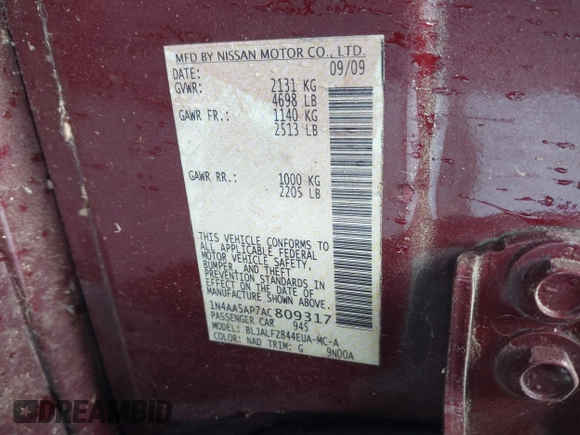 MFD BY NISSAN MOTOR CO., LTD.
DATE: 09/09
GVWR: 2131 KG
4698 LB
GAWR FR.: 1140 KG
2513 LB
GAWR RR.: 1000 KG
2205 LB
THIS VEHICLE CONFORMS TO
ALL APPLICABLE FEDERAL
MOTOR VEHICLE SAFETY,
BUMPER, AND THEFT
PREVENTION STANDARDS IN
EFFECT ON THE DATE OF
MANUFACTURE SHOWN ABOVE.
1N4AA5AP7AC809317
PASSENGER CAR 945
MODEL: BLJALF2844EUA-MC-A
COLOR: NAD TRIM: G 9N00A
DREAMBID